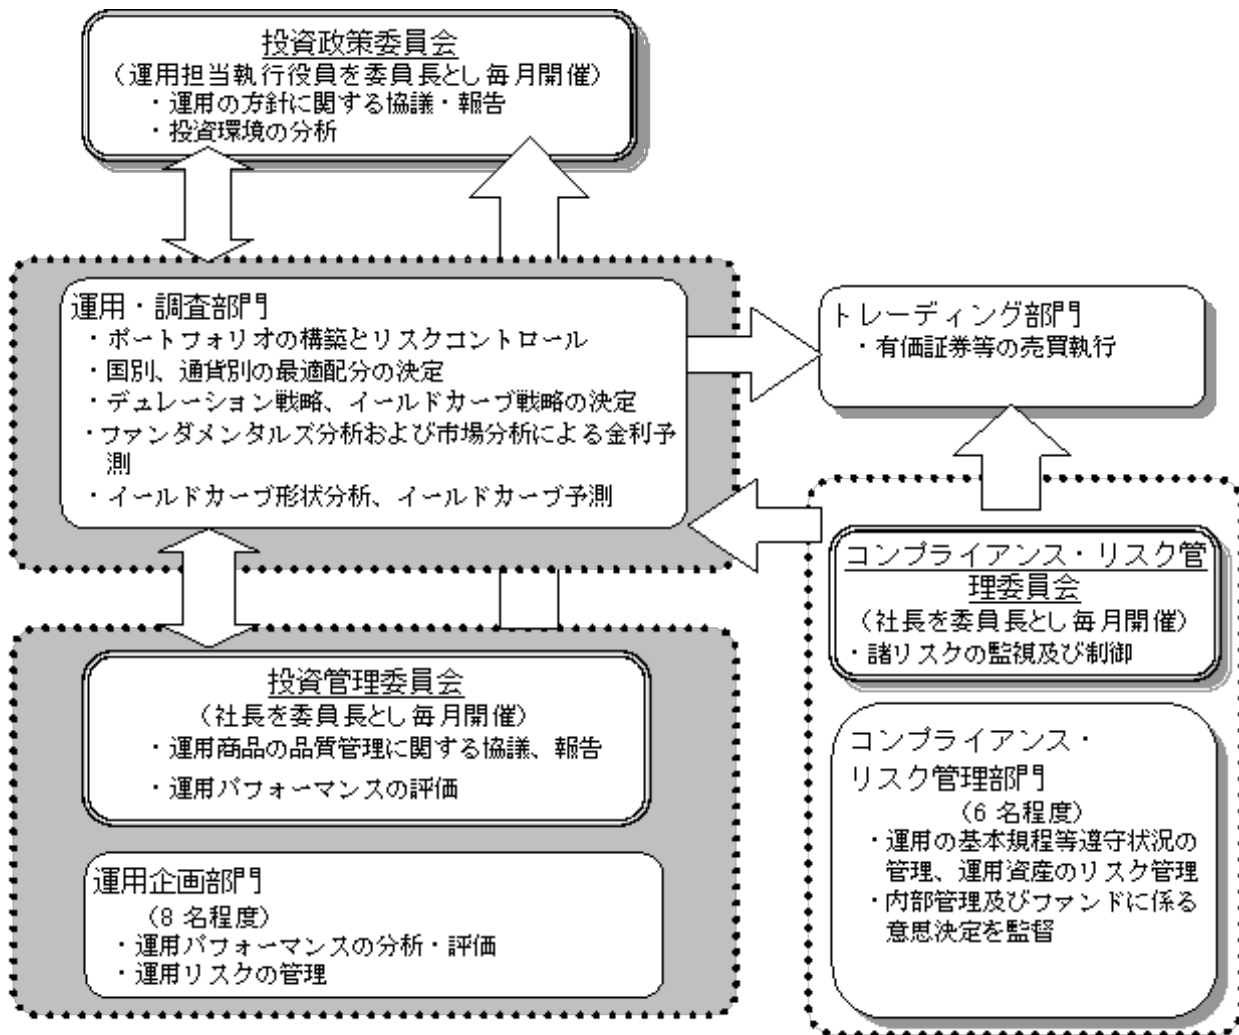 投資政策委員会
（運用担当執行役員を委員長とし毎月開催）
・運用の方針に関する協議・報告
・投資環境の分析
運用・調査部門
・ポートフォリオの構築とリスクコントロール
・国別、通貨別の最適配分の決定
・デュレーション戦略、イールドカーブ戦略の決定
・ファンダメンタルズ分析および市場分析による金利予
測
・イールドカーブ形状分析、イールドカーブ予測
トレーディング部門
・有価証券等の売買執行
投資管理委員会
（社長を委員長とし毎月開催）
・運用商品の品質管理に関する協議、報告
・運用パフォーマンスの評価
運用企画部門
（8 名程度）
・運用パフォーマンスの分析・評価
・運用リスクの管理
コンプライアンス・リスク管
理委員会
（社長を委員長とし毎月開催）
・諸リスクの監視及び制御
コンプライアンス・
リスク管理部門
（6 名程度）
・運用の基本規程等遵守状況の
管理、運用資産のリスク管理
・内部管理及びファンドに係る
意思決定を監督